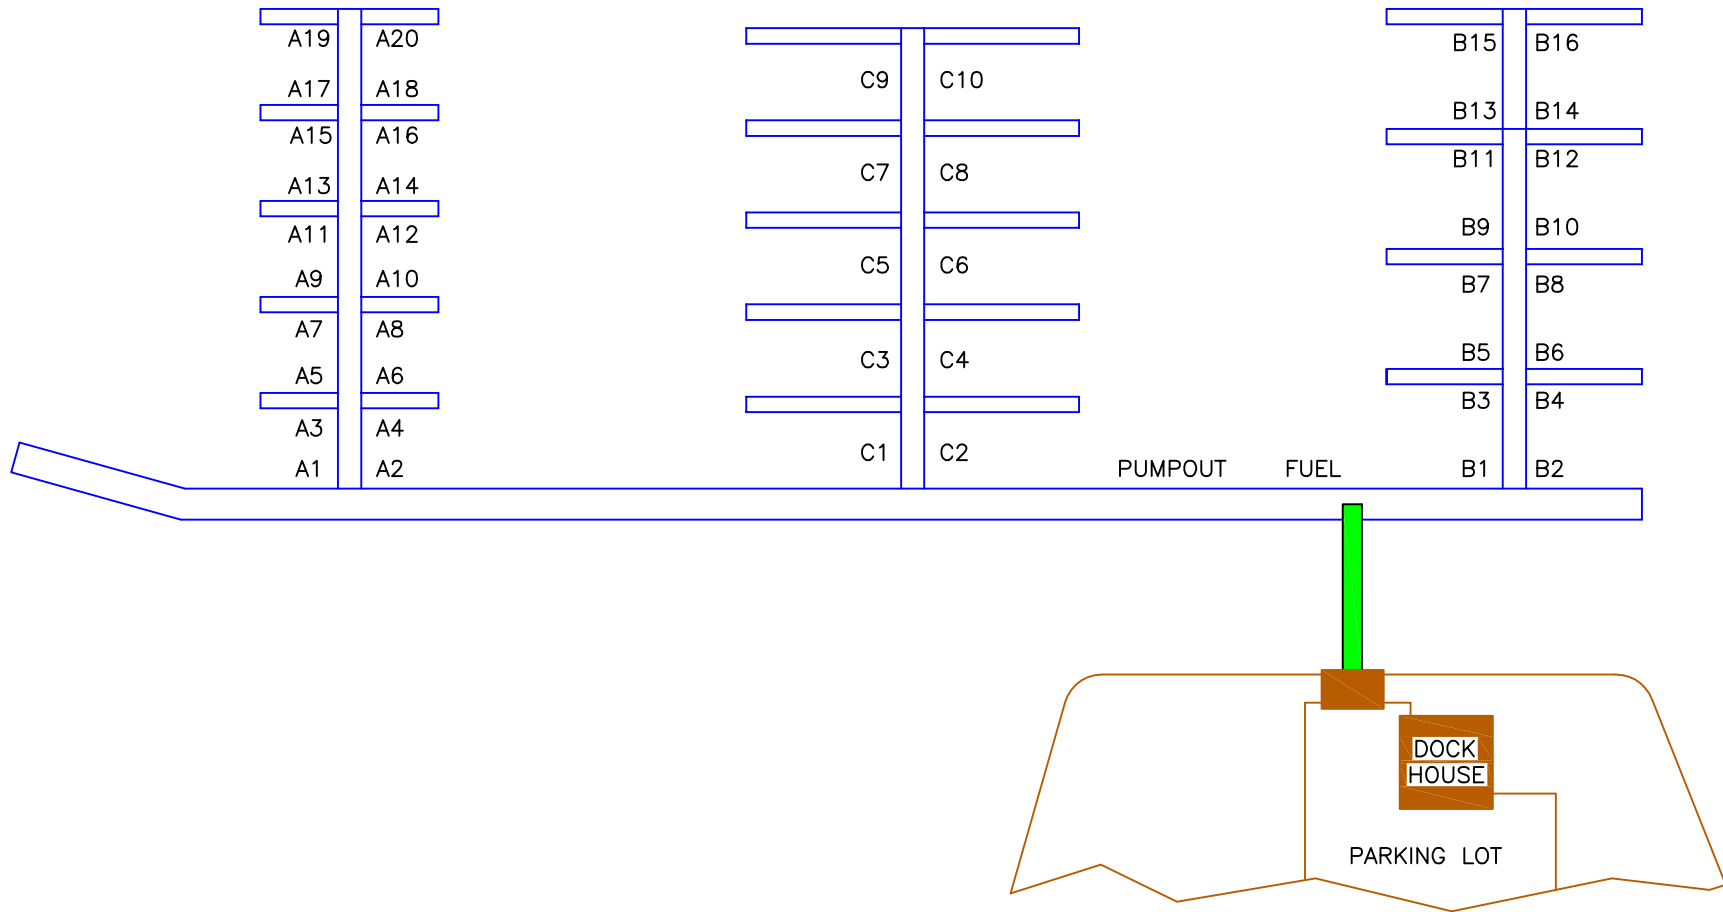 A19 A20
B15 B16
C9 C10
A17 A18
B13 B14
A15 A16
B11 B12
C7 C8
A13 A14
B9 B10
A11 A12
C5 C6
A9 A10
B7 B8
A7 A8
B5 B6
C3 C4
A5 A6
B3 B4
A3 A4
C1 C2
A1 A2
PUMPOUT FUEL
B1 B2
DOCK
HOUSE
PARKING LOT